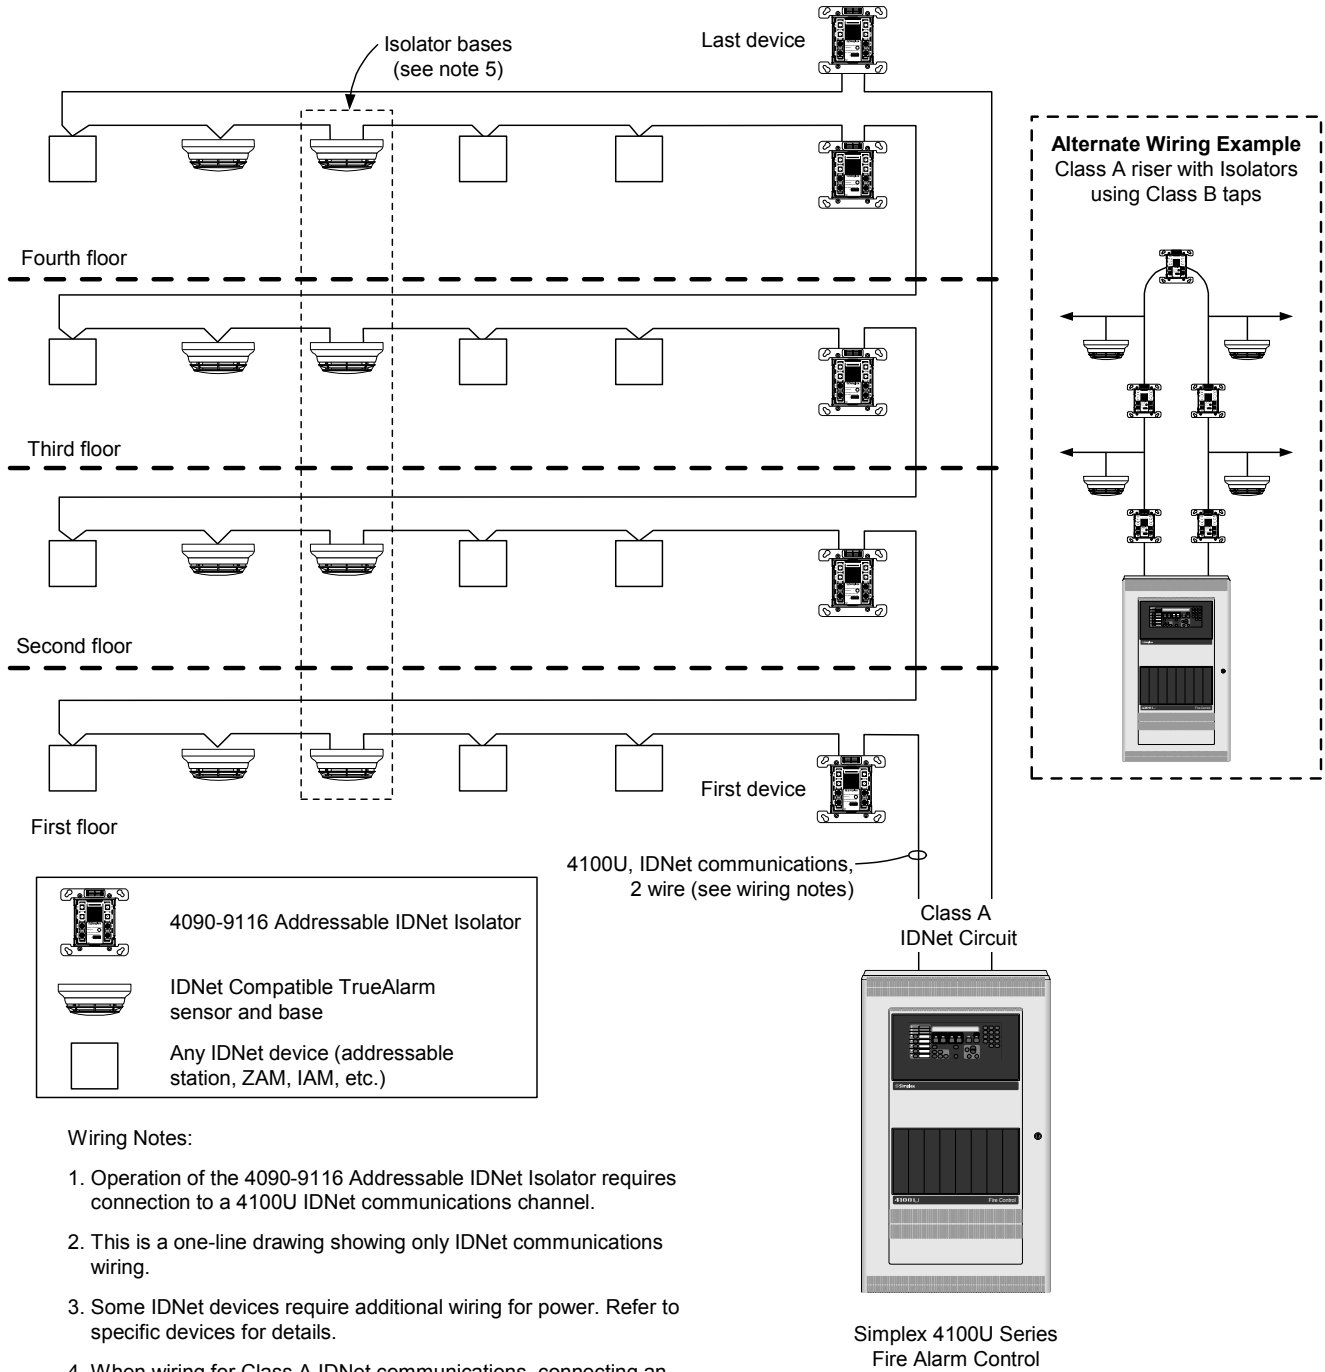 Last device
Isolator bases
(see note 5)
Fourth floor
Third floor
Second floor
First device
First floor
4100U, IDNet communications,
2 wire (see wiring notes)
Class A
IDNet Circuit
Alternate Wiring Example
Class A riser with Isolators
using Class B taps
4090-9116 Addressable IDNet Isolator
IDNet Compatible TrueAlarm
sensor and base
Any IDNet device (addressable
station, ZAM, IAM, etc.)
Simplex
4100U Fire Control
Simplex 4100U Series
Fire Alarm Control
Wiring Notes:
1. Operation of the 4090-9116 Addressable IDNet Isolator requires
connection to a 4100U IDNet communications channel.
2. This is a one-line drawing showing only IDNet communications
wiring.
3. Some IDNet devices require additional wiring for power. Refer to
specific devices for details.
4. When wiring for Class A IDNet communications, connecting an